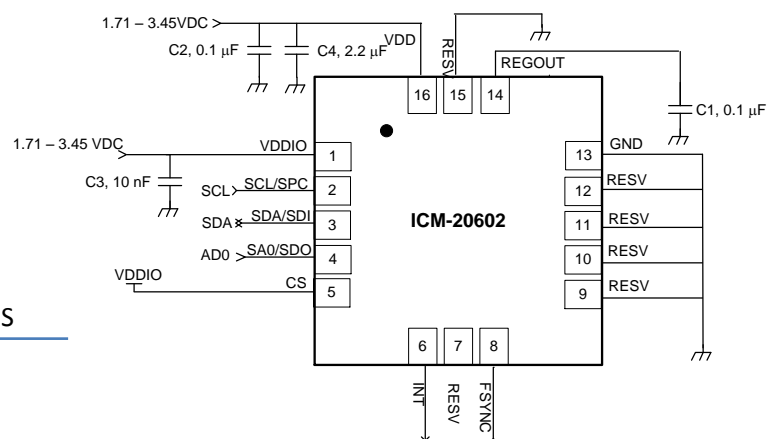 1.71 – 3.45VDC
C2, 0.1 μF
C4, 2.2 μF
VDD
RESV
REGOUT
C1, 0.1 μF
16
15
14
1.71 – 3.45 VDC
VDDIO
1
13
GND
C3, 10 nF
SCL
SCL/SPC
2
12
RESV
SDA
SDA/SDI
3
ICM-20602
11
RESV
AD0
SA0/SDO
4
10
RESV
VDDIO
CS
5
9
RESV
S
6
7
8
INT
RESV
FSYNC